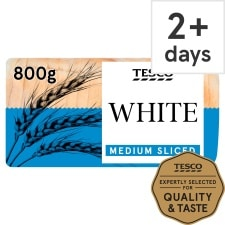 2+
days
800g
TESCO
WHITE
MEDIUM SLICED
TESCO
EXPERTLY SELECTED
FOR
QUALITY
& TASTE